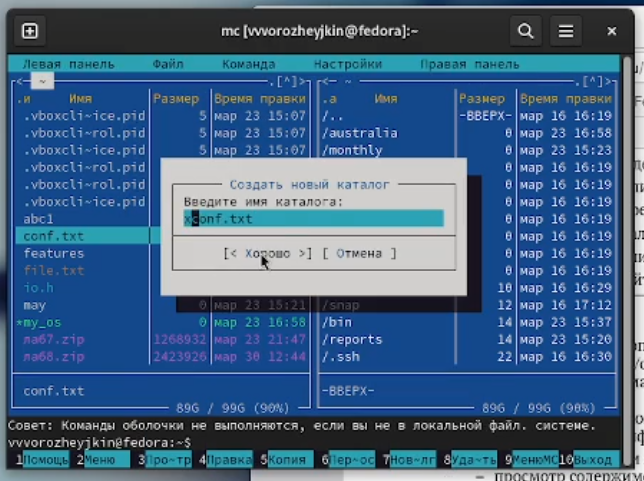 mc [vvvorozheyjkin@fedora]:~
Левая панель Файл Команда Настройки Правая панель
<- ~ .[^]> <- ~ .[^]>
.и Имя Размер Время правки .а Имя Размер Время правки
.vboxcli~ice.pid 5 мар 23 15:07 /.. -ВВЕРХ- мар 16 16:19
.vboxcli~rol.pid 5 мар 23 15:07 /australia 0 мар 23 16:58
.vboxcli~ice.pid 5 мар 23 15:07 /monthly 0 мар 23 15:23
.vboxcli~rol.pid 0 мар 16 16:19
.vboxcli~ice.pid 0 мар 16 16:19
.vboxcli~rol.pid 0 мар 16 16:19
abc1 0 мар 16 16:19
conf.txt 0 мар 16 16:19
features 0 мар 16 16:19
file.txt 0 мар 16 16:19
io.h 10 мар 16 16:29
may 0 мар 23 15:21 /snap 12 мар 16 17:12
*my_os 0 мар 23 16:58 /bin 14 мар 23 15:37
ла67.zip 1268932 мар 23 21:47 /reports 14 мар 23 15:20
ла68.zip 2423926 мар 30 12:44 /.ssh 22 мар 16 16:30
Создать новый каталог
Введите имя каталога:
xconf.txt
[< Хорошо >] [ Отмена ]
conf.txt -ВВЕРХ-
89G / 99G (90%) 89G / 99G (90%)
Совет: Команды оболочки не выполняются, если вы не в локальной файл. системе.
vvvorozheyjkin@fedora:~$
1Помощь 2Меню 3Про~тр 4Правка 5Копия 6Пер~ос 7Нов~лг 8Уда~ть 9МенюMC 10Выход
– просмотр содержимо